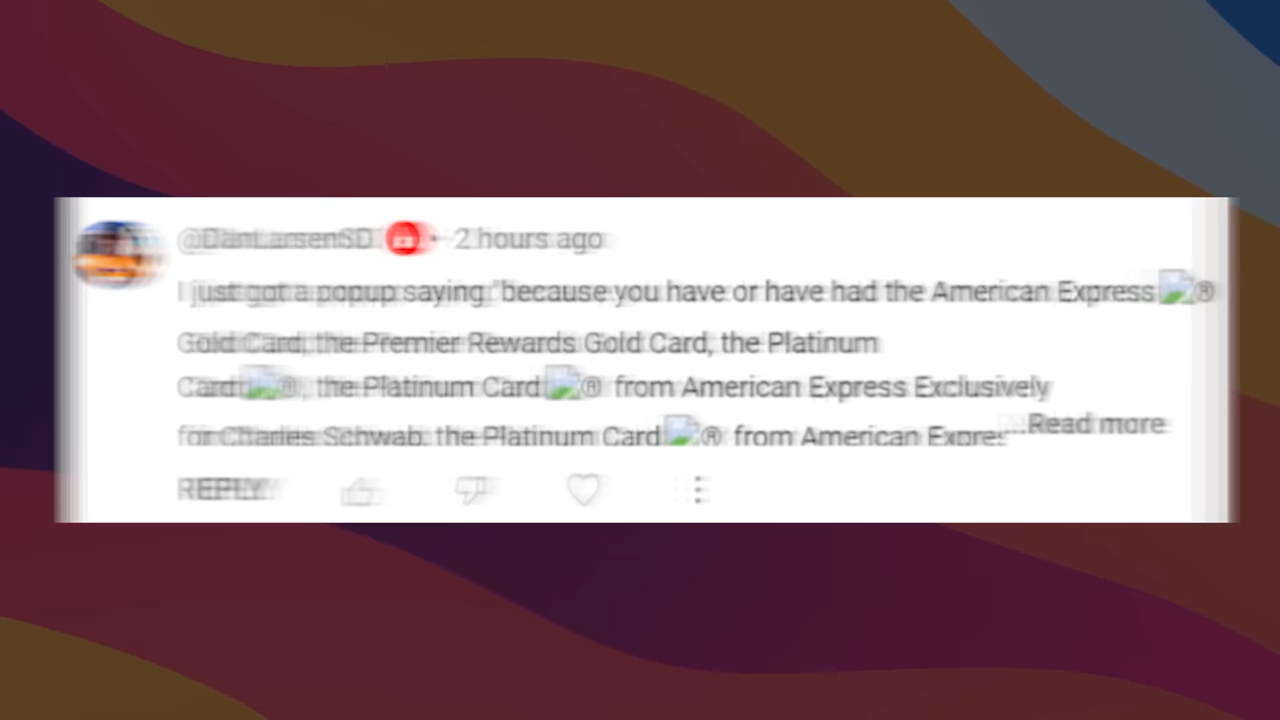 @DanLarsenSD • 2 hours ago
I just got a popup saying "because you have or have had the American Express®
Gold Card, the Premier Rewards Gold Card, the Platinum
Card®, the Platinum Card® from American Express Exclusively
for Charles Schwab, the Platinum Card® from American Expres
...Read more
REPLY